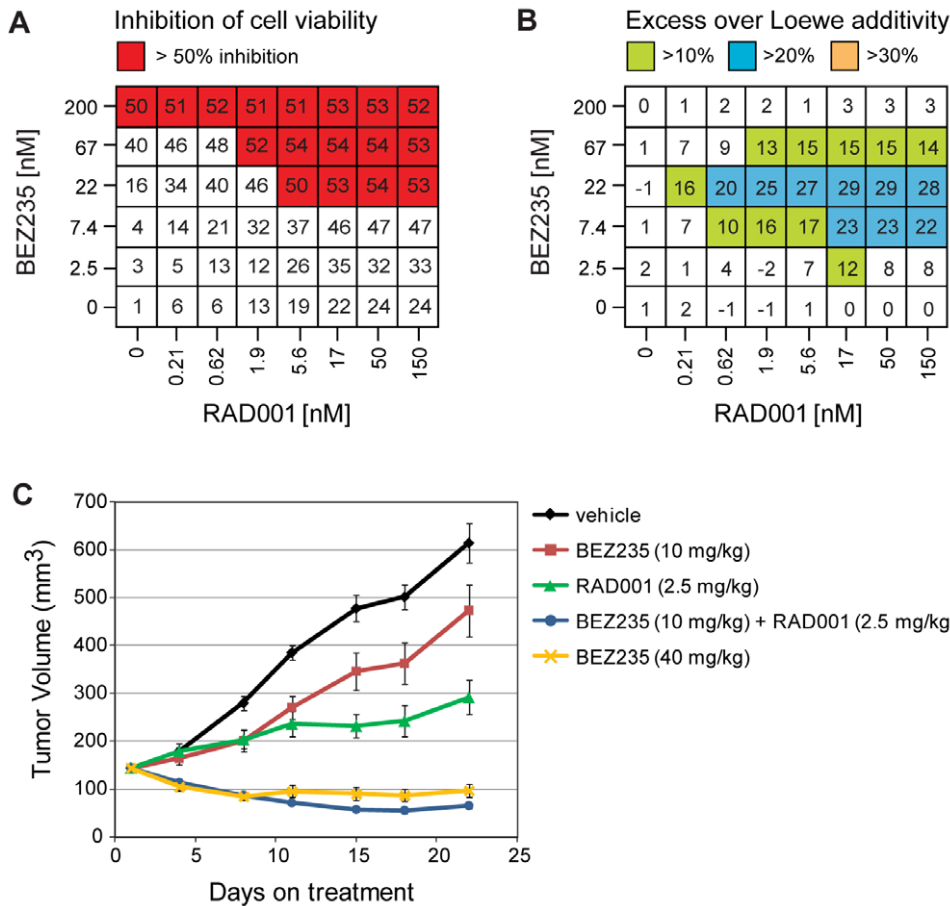 A
Inhibition of cell viability
> 50% inhibition
BEZ235 [nM]
200 50 51 52 51 51 53 53 52
67 40 46 48 52 54 54 54 53
22 16 34 40 46 50 53 54 53
7.4 4 14 21 32 37 46 47 47
2.5 3 5 13 12 26 35 32 33
0 1 6 6 13 19 22 24 24
0 0.21 0.62 1.9 5.6 17 50 150
RAD001 [nM]
B
Excess over Loewe additivity
>10% >20% >30%
BEZ235 [nM]
200 0 1 2 2 1 3 3 3
67 1 7 9 13 15 15 15 14
22 -1 16 20 25 27 29 29 28
7.4 1 7 10 16 17 23 23 22
2.5 2 1 4 -2 7 12 8 8
0 1 2 -1 -1 1 0 0 0
0 0.21 0.62 1.9 5.6 17 50 150
RAD001 [nM]
C
Tumor Volume (mm3)
700
600
500
400
300
200
100
0
0 5 10 15 20 25
Days on treatment
vehicle
BEZ235 (10 mg/kg)
RAD001 (2.5 mg/kg)
BEZ235 (10 mg/kg) + RAD001 (2.5 mg/kg
BEZ235 (40 mg/kg)